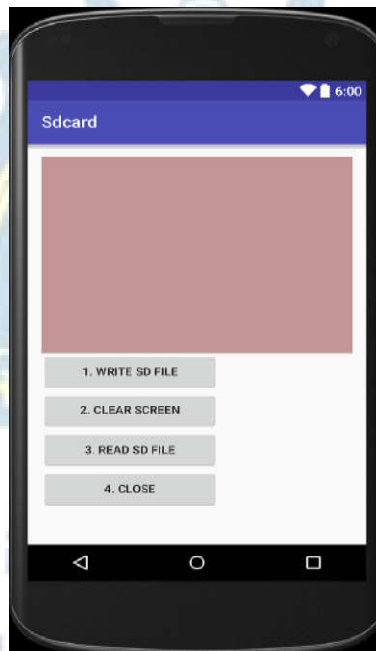 6:00
Sdcard
1. WRITE SD FILE
2. CLEAR SCREEN
3. READ SD FILE
4. CLOSE